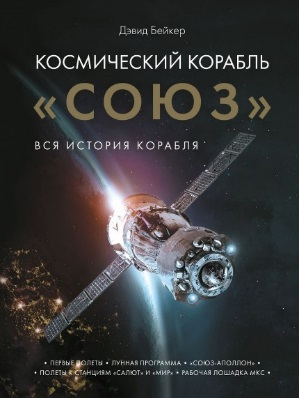 Дэвид Бейкер
КОСМИЧЕСКИЙ КОРАБЛЬ
«СОЮЗ»
ВСЯ ИСТОРИЯ КОРАБЛЯ
• ПЕРВЫЕ ПОЛЕТЫ • ЛУННАЯ ПРОГРАММА • «СОЮЗ-АПОЛЛОН» •
• ПОЛЕТЫ К СТАНЦИЯМ «САЛЮТ» И «МИР» • РАБОЧАЯ ЛОШАДКА МКС •